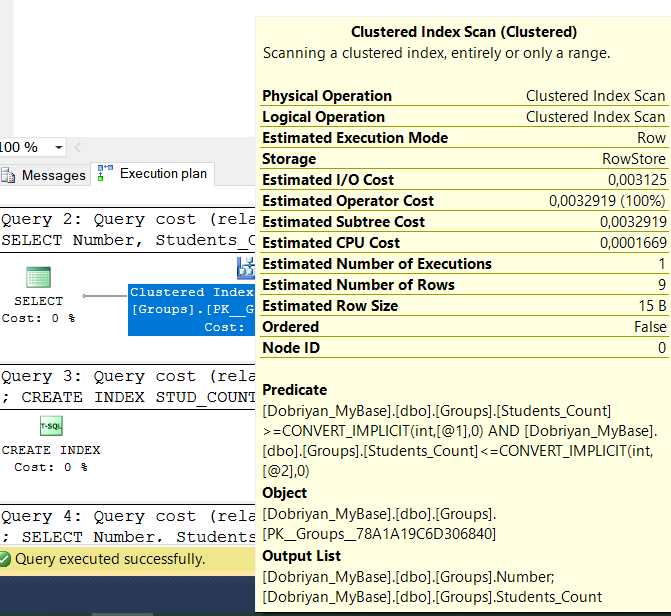 100 %
Messages
Execution plan
Query 2: Query cost (rela
SELECT Number, Students_C
SELECT
Cost: 0 %
Clustered Index
[Groups].[PK__G
Cost:
Query 3: Query cost (rela
; CREATE INDEX STUD_COUNT
T-SQL
CREATE INDEX
Cost: 0 %
Query 4: Query cost (rela
; SELECT Number, Students
Query executed successfully.
Clustered Index Scan (Clustered)
Scanning a clustered index, entirely or only a range.
Physical Operation Clustered Index Scan
Logical Operation Clustered Index Scan
Estimated Execution Mode Row
Storage RowStore
Estimated I/O Cost 0,003125
Estimated Operator Cost 0,0032919 (100%)
Estimated Subtree Cost 0,0032919
Estimated CPU Cost 0,0001669
Estimated Number of Executions 1
Estimated Number of Rows 9
Estimated Row Size 15 B
Ordered False
Node ID 0
Predicate
[Dobriyan_MyBase].[dbo].[Groups].[Students_Count]
>=CONVERT_IMPLICIT(int,[@1],0) AND [Dobriyan_MyBase].
[dbo].[Groups].[Students_Count]<=CONVERT_IMPLICIT(int,
[@2],0)
Object
[Dobriyan_MyBase].[dbo].[Groups].
[PK__Groups__78A1A19C6D306840]
Output List
[Dobriyan_MyBase].[dbo].[Groups].Number;
[Dobriyan_MyBase].[dbo].[Groups].Students_Count